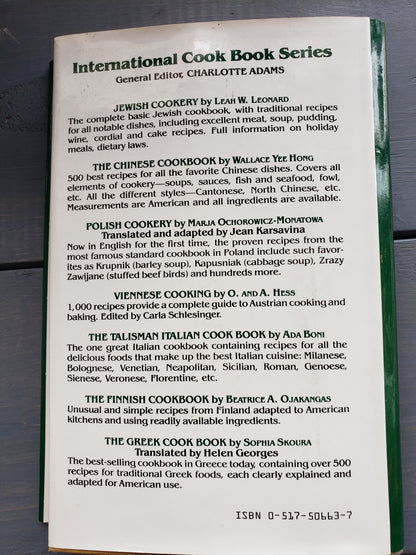 International Cook Book Series
General Editor, CHARLOTTE ADAMS
JEWISH COOKERY by LEAH W. LEONARD
The complete basic Jewish cookbook, with traditional recipes
for all notable dishes, including excellent meat, soup, pudding,
wine, cordial and cake recipes. Full information on holiday
meals, dietary laws.
THE CHINESE COOKBOOK by WALLACE YEE HONG
500 best recipes for all the favorite Chinese dishes. Covers all
elements of cookery—soups, sauces, fish and seafood, fowl,
etc. All the different styles—Cantonese, North Chinese, etc.
Measurements are American and all ingredients are available.
POLISH COOKERY by MARJA OCHOROWICZ-MONATOWA
Translated and adapted by Jean Karsavina
Now in English for the first time, the proven recipes from the
most famous standard cookbook in Poland include such favor-
ites as Krupnik (barley soup), Kapusniak (cabbage soup), Zrazy
Zawijane (stuffed beef birds) and hundreds more.
VIENNESE COOKING by O. AND A. HESS
1,000 recipes provide a complete guide to Austrian cooking and
baking. Edited by Carla Schlesinger.
THE TALISMAN ITALIAN COOK BOOK by ADA BONI
The one great Italian cookbook containing recipes for all the
delicious foods that make up the best Italian cuisine: Milanese,
Bolognese, Venetian, Neapolitan, Sicilian, Roman, Genoese,
Sienese, Veronese, Florentine, etc.
THE FINNISH COOKBOOK by BEATRICE A. OJAKANGAS
Unusual and simple recipes from Finland adapted to American
kitchens and using readily available ingredients.
THE GREEK COOK BOOK by SOPHIA SKOURA
Translated by Helen Georges
The best-selling cookbook in Greece today, containing over 500
recipes for traditional Greek foods, each clearly explained and
adapted for American use.
ISBN 0-517-50663-7